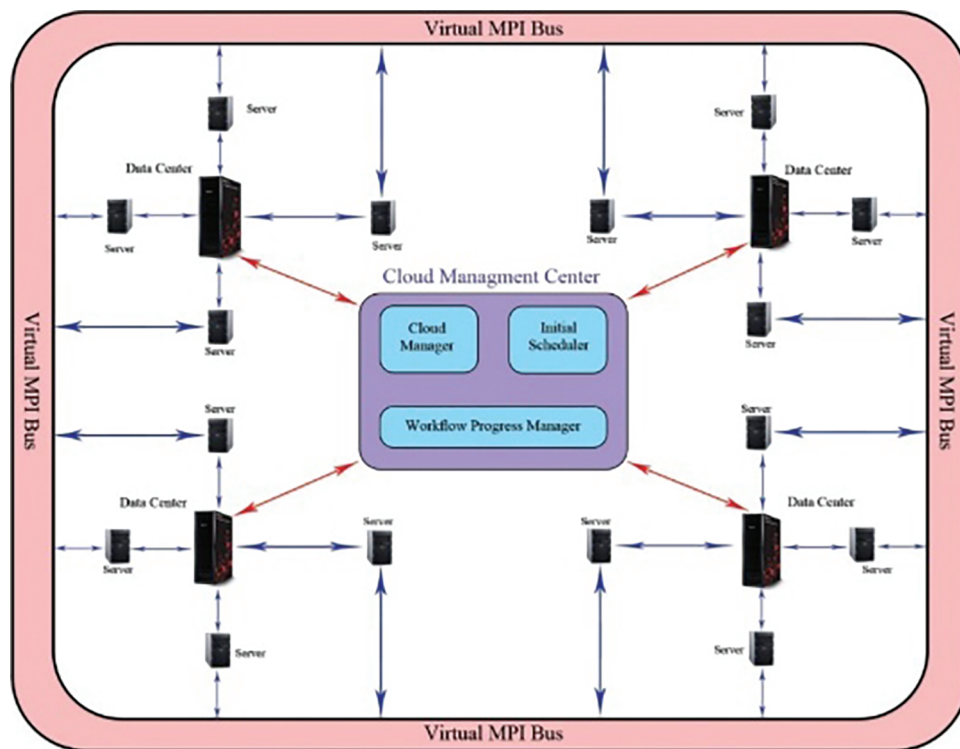 Virtual MPI Bus
Server
Server
Data Center
Data Center
Server
Server
Server
Server
Cloud Managment Center
Server
Server
Cloud
Manager
Initial
Scheduler
Workflow Progress Manager
Virtual MPI Bus
Virtual MPI Bus
Server
Server
Data Center
Data Center
Server
Server
Server
Server
Server
Server
Virtual MPI Bus